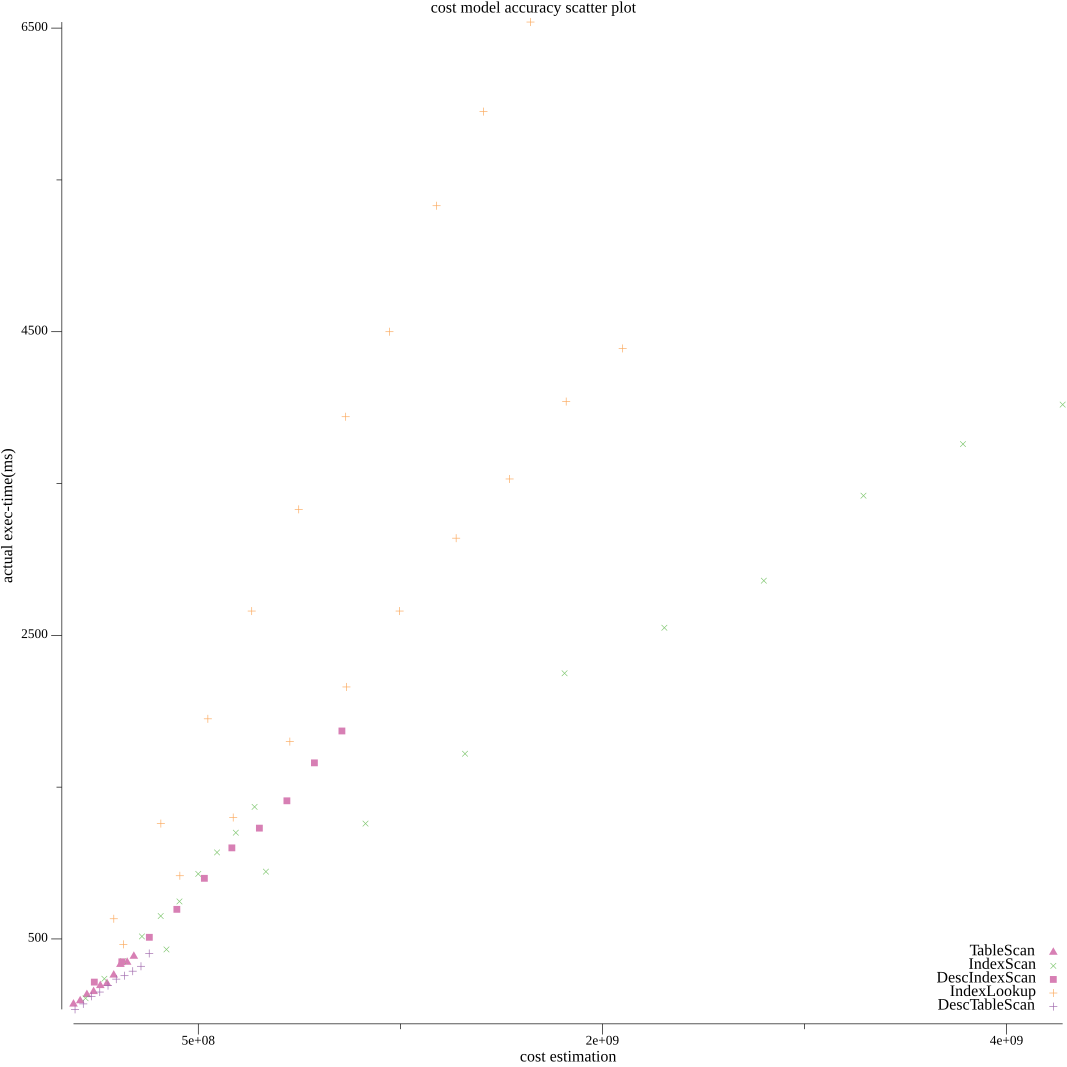 cost model accuracy scatter plot
6500
4500
2500
500
actual exec-time(ms)
TableScan
IndexScan
DescIndexScan
IndexLookup
DescTableScan
5e+08
2e+09
4e+09
cost estimation